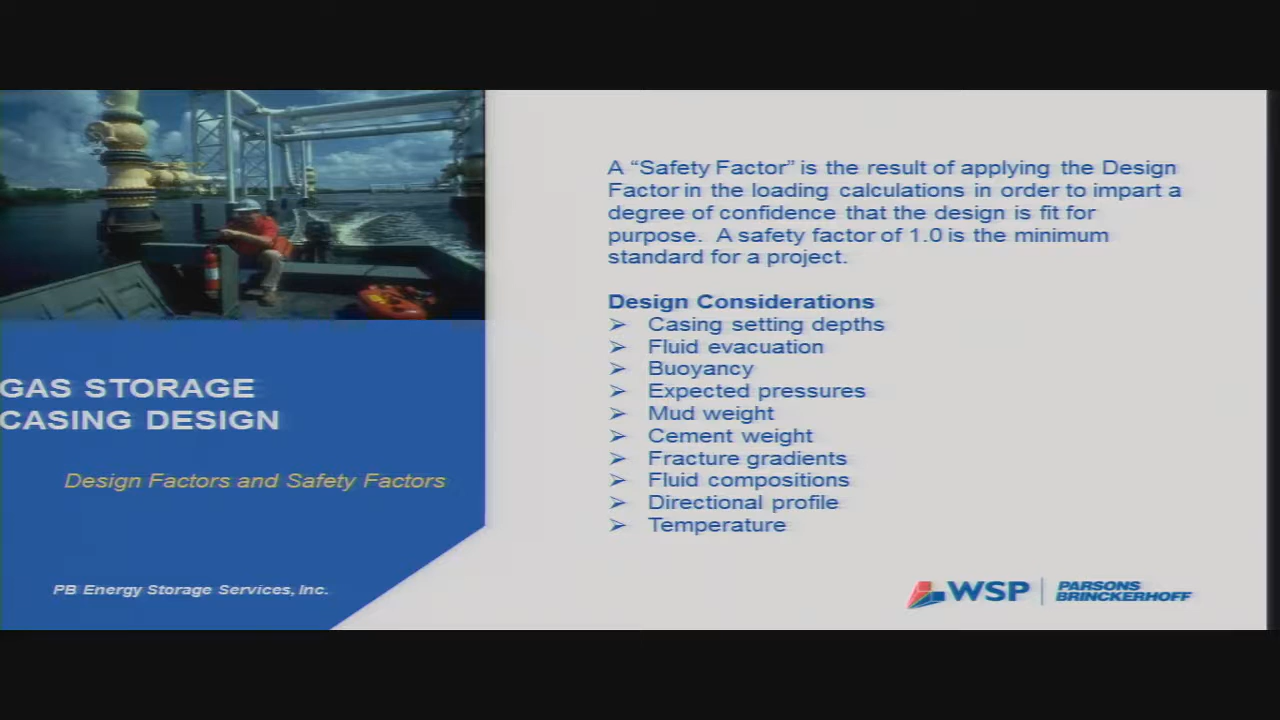 GAS STORAGE
CASING DESIGN
Design Factors and Safety Factors
PB Energy Storage Services, Inc.
A “Safety Factor” is the result of applying the Design
Factor in the loading calculations in order to impart a
degree of confidence that the design is fit for
purpose. A safety factor of 1.0 is the minimum
standard for a project.
Design Considerations
➢ Casing setting depths
➢ Fluid evacuation
➢ Buoyancy
➢ Expected pressures
➢ Mud weight
➢ Cement weight
➢ Fracture gradients
➢ Fluid compositions
➢ Directional profile
➢ Temperature
WSP | PARSONS
BRINCKERHOFF